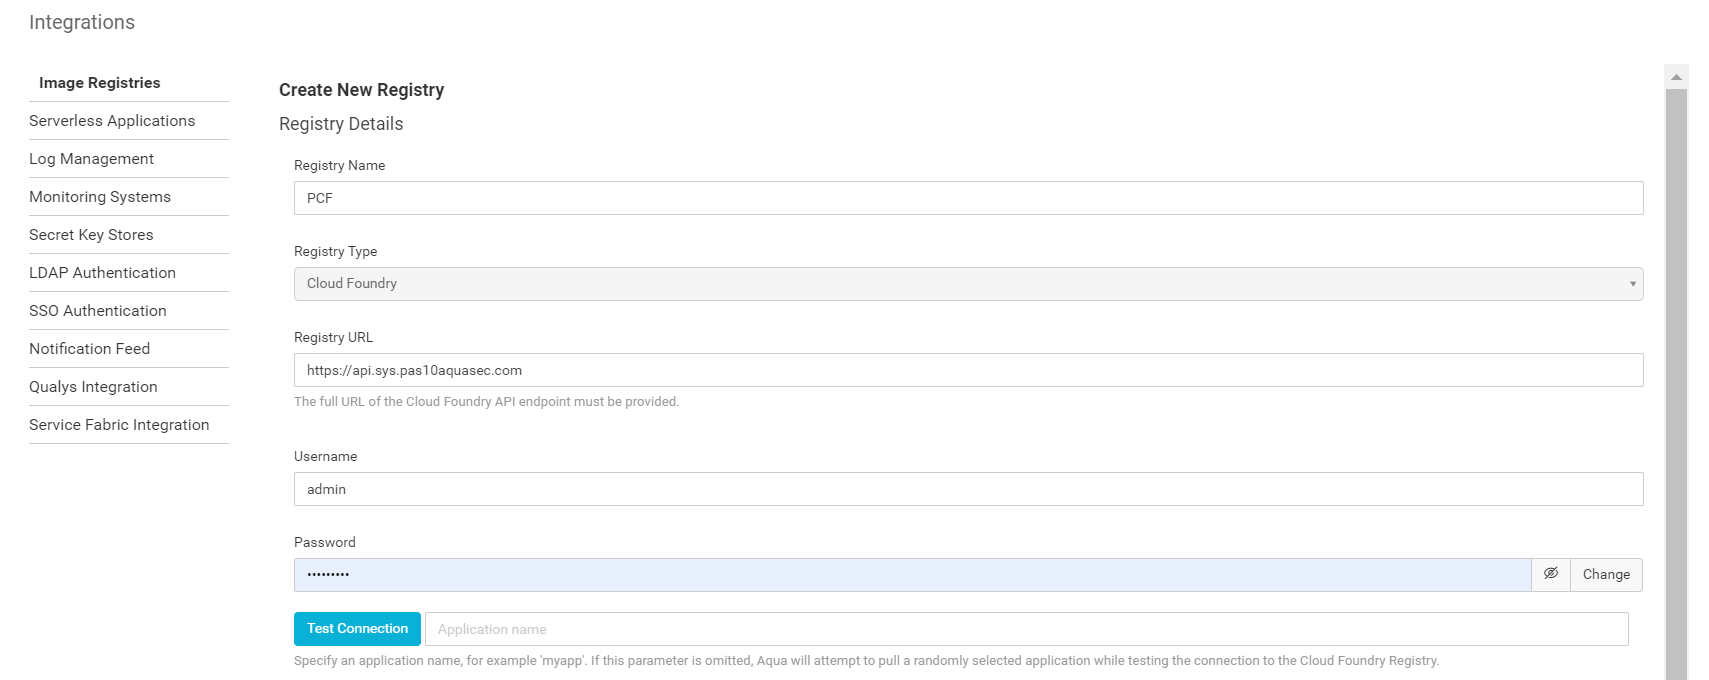 Integrations
Image Registries
Serverless Applications
Log Management
Monitoring Systems
Secret Key Stores
LDAP Authentication
SSO Authentication
Notification Feed
Qualys Integration
Service Fabric Integration
Create New Registry
Registry Details
Registry Name
PCF
Registry Type
Cloud Foundry
Registry URL
https://api.sys.pas10aquasec.com
The full URL of the Cloud Foundry API endpoint must be provided.
Username
admin
Password
•••••••••
Change
Test Connection
Application name
Specify an application name, for example 'myapp'. If this parameter is omitted, Aqua will attempt to pull a randomly selected application while testing the connection to the Cloud Foundry Registry.